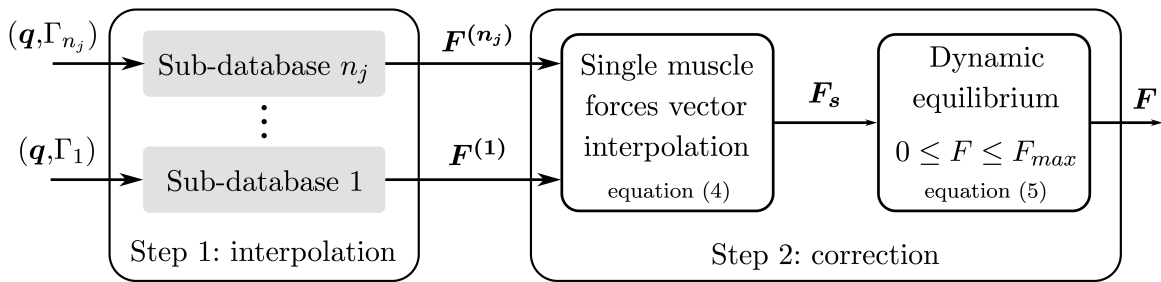 (q,Γ_{n_j})
Sub-database n_j
F^{(n_j)}
⋮
(q,Γ_1)
Sub-database 1
F^{(1)}
Step 1: interpolation
Single muscle
forces vector
interpolation
equation (4)
F_s
Dynamic
equilibrium
0 ≤ F ≤ F_{max}
equation (5)
F
Step 2: correction